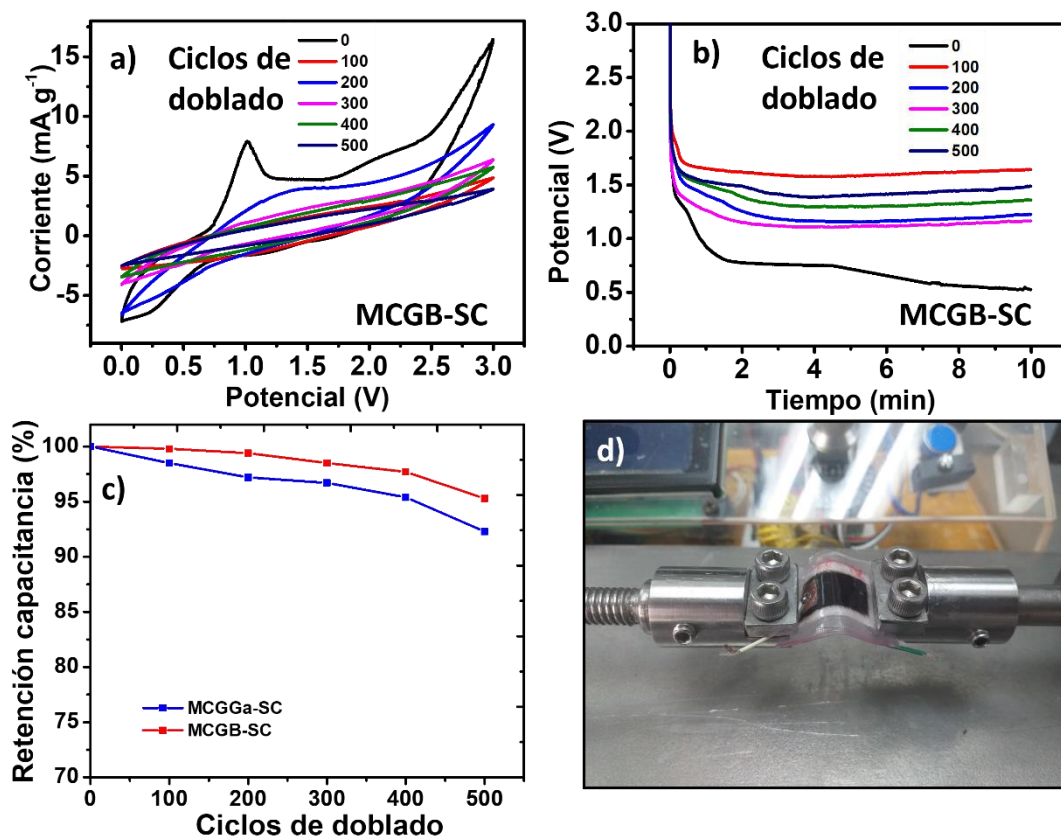 a)
Ciclos de
doblado
0
100
200
300
400
500
MCGB-SC
15
10
5
0
-5
Corriente (mA g-1)
0.0 0.5 1.0 1.5 2.0 2.5 3.0
Potencial (V)
b)
Ciclos de
doblado
0
100
200
300
400
500
MCGB-SC
3.0
2.5
2.0
1.5
1.0
0.5
0.0
Potencial (V)
0 2 4 6 8 10
Tiempo (min)
c)
100
95
90
85
80
75
70
Retención capacitancia (%)
MCGGa-SC
MCGB-SC
0 100 200 300 400 500
Ciclos de doblado
d)